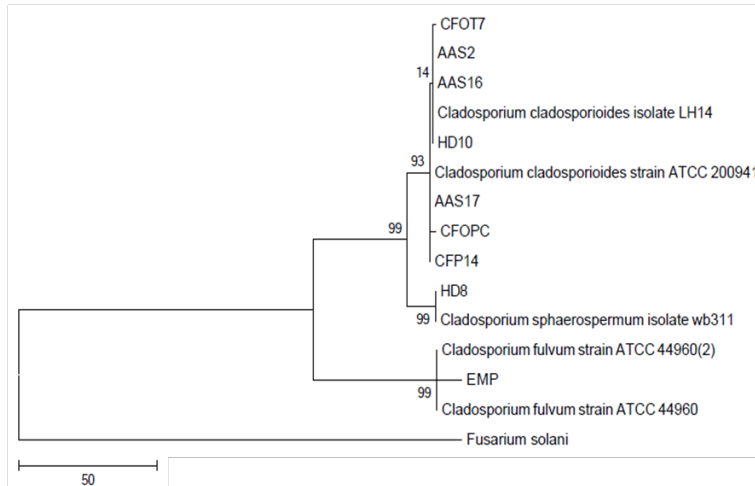 CFOT7
AAS2
14
AAS16
Cladosporium cladosporioides isolate LH14
HD10
93
Cladosporium cladosporioides strain ATCC 200941
AAS17
99
CFOPC
CFP14
HD8
99
Cladosporium sphaerospermum isolate wb311
Cladosporium fulvum strain ATCC 44960(2)
EMP
99
Cladosporium fulvum strain ATCC 44960
Fusarium solani
50